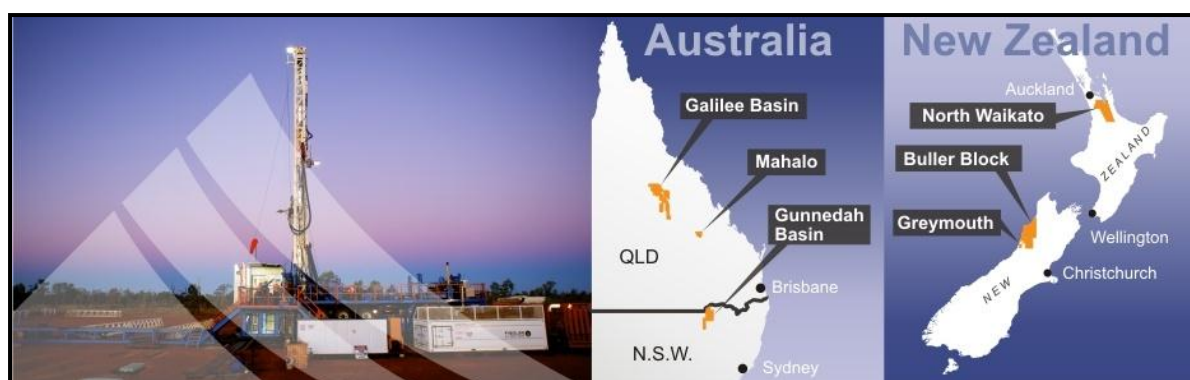 Australia
Galilee Basin
Mahalo
Gunnedah
Basin
QLD
Brisbane
N.S.W.
Sydney
New Zealand
Auckland
North Waikato
ZEALAND
Buller Block
Greymouth
Wellington
Christchurch
NEW